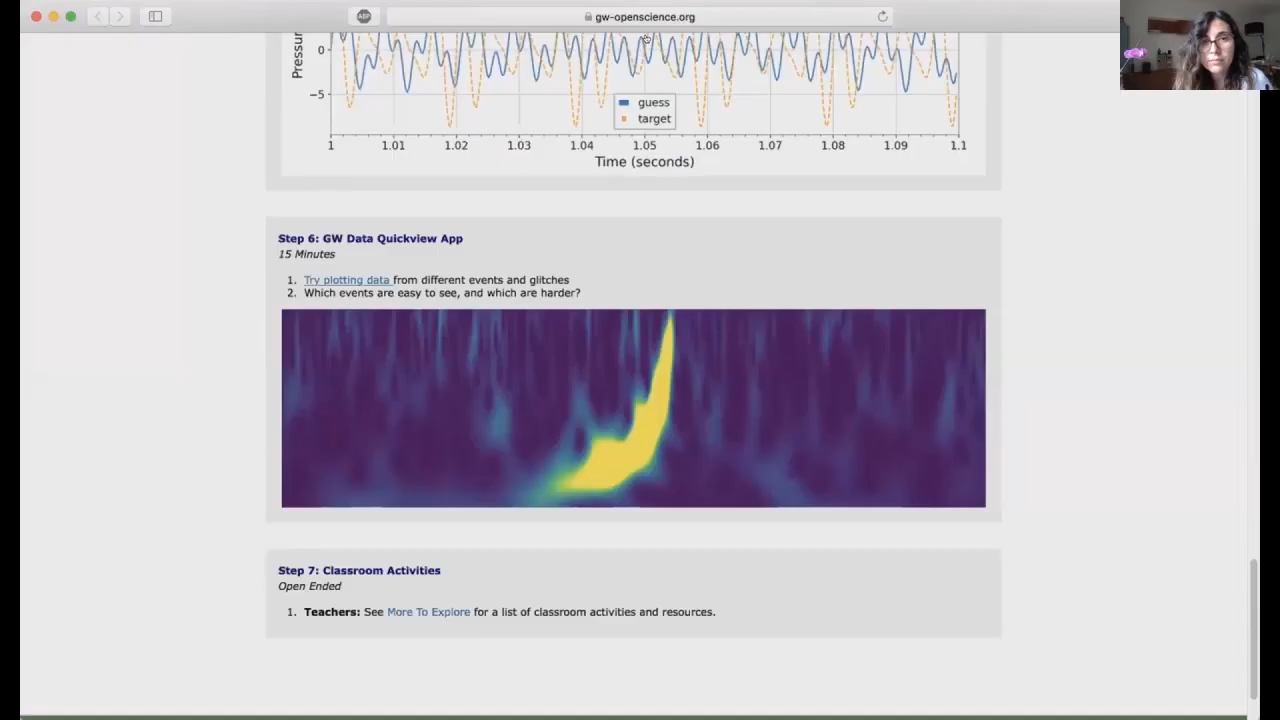 ABP
gw-openscience.org
Pressur
0
−5
guess
target
1 1.01 1.02 1.03 1.04 1.05 1.06 1.07 1.08 1.09 1.1
Time (seconds)
Step 6: GW Data Quickview App
15 Minutes
1. Try plotting data from different events and glitches
2. Which events are easy to see, and which are harder?
Step 7: Classroom Activities
Open Ended
1. Teachers: See More To Explore for a list of classroom activities and resources.